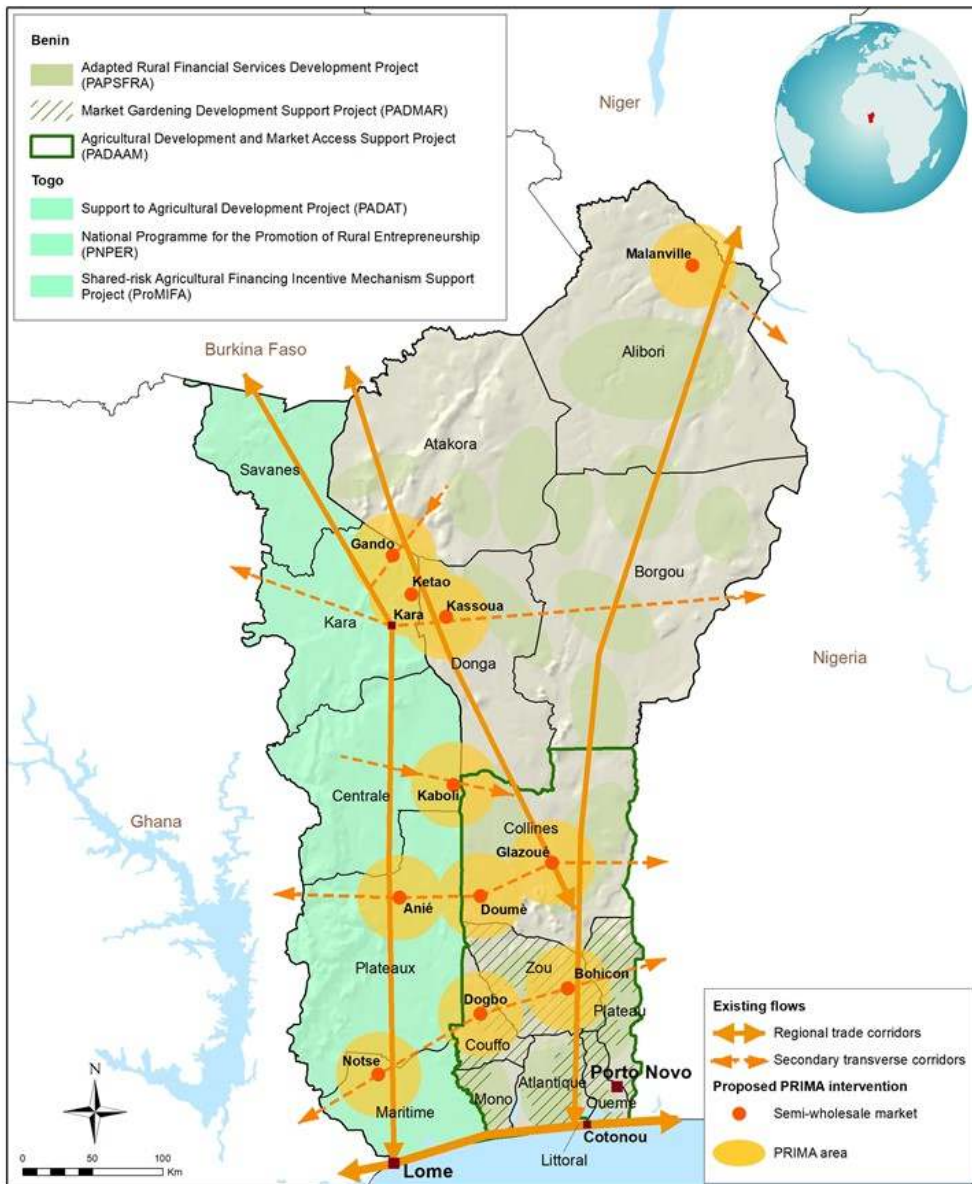 Benin
Adapted Rural Financial Services Development Project
(PAPSFRA)
Market Gardening Development Support Project (PADMAR)
Agricultural Development and Market Access Support Project
(PADAAM)
Togo
Support to Agricultural Development Project (PADAT)
National Programme for the Promotion of Rural Entrepreneurship
(PNPER)
Shared-risk Agricultural Financing Incentive Mechanism Support
Project (ProMIFA)
Niger
Malanville
Burkina Faso
Alibori
Atakora
Savanes
Gando
Borgou
Ketao
Kassoua
Kara
Kara
Donga
Nigeria
Kaboli
Centrale
Ghana
Collines
Glazoué
Anié
Doumè
Plateaux
Zou
Bohicon
Dogbo
Plateau
Couffo
Notse
Atlantique
Porto Novo
Mono
Oueme
Maritime
Cotonou
Littoral
Lome
N
0 50 100
Km
Existing flows
Regional trade corridors
Secondary transverse corridors
Proposed PRIMA intervention
Semi-wholesale market
PRIMA area